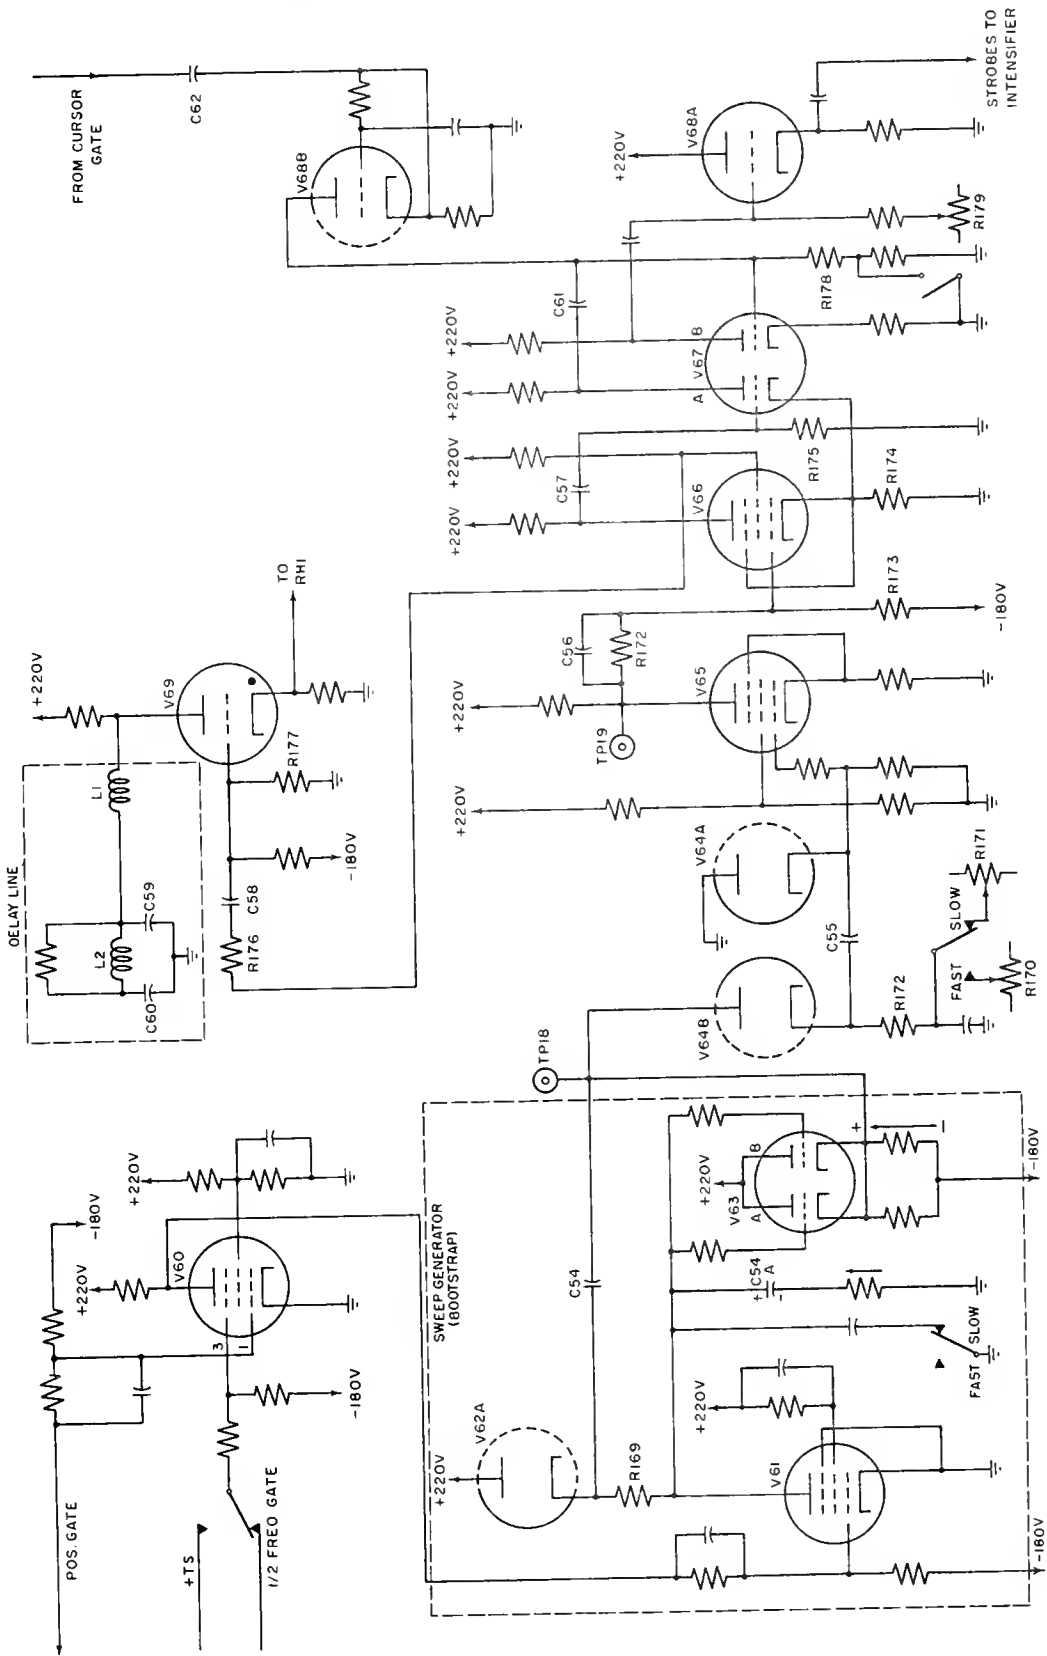 POS. GATE
+TS
1/2 FREQ GATE
-180V
+220V
V60
3
1
-180V
+220V
DELAY LINE
L2
L1
C60
C59
R176
C58
-180V
R177
+220V
V69
TO
RHI
FROM CURSOR
GATE
C62
V68B
SWEEP GENERATOR
(BOOTSTRAP)
+220V
V62A
R169
C54
V61
+220V
-180V
FAST
SLOW
+
-
C54
A
+220V
V63
A
B
+
-
-180V
TP18
V64B
V64A
C55
R172
FAST
SLOW
R170
R171
+220V
TP19
+220V
C56
R172
V65
R173
-180V
+220V
C57
+220V
V66
R175
R174
+220V
+220V
C61
A
V67
B
R178
R179
+220V
V68A
STROBES TO
INTENSIFIER